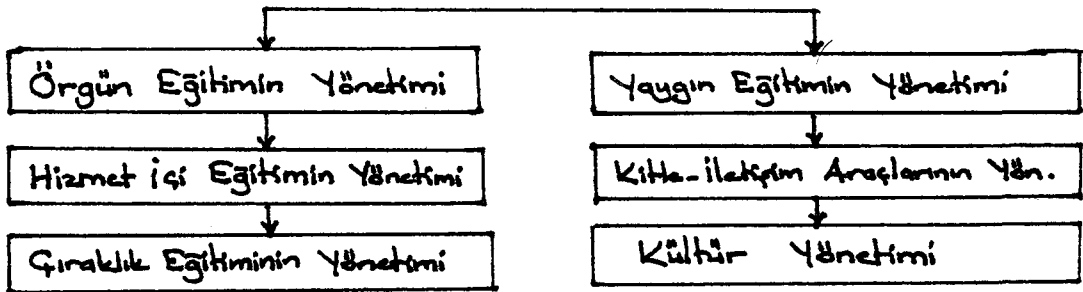 Örgün Eğitimin Yönetimi
Yaygın Eğitimin Yönetimi
Hizmet içi Eğitimin Yönetimi
Kitle-iletişim Araçlarının Yön.
Çıraklık Eğitiminin Yönetimi
Kültür Yönetimi